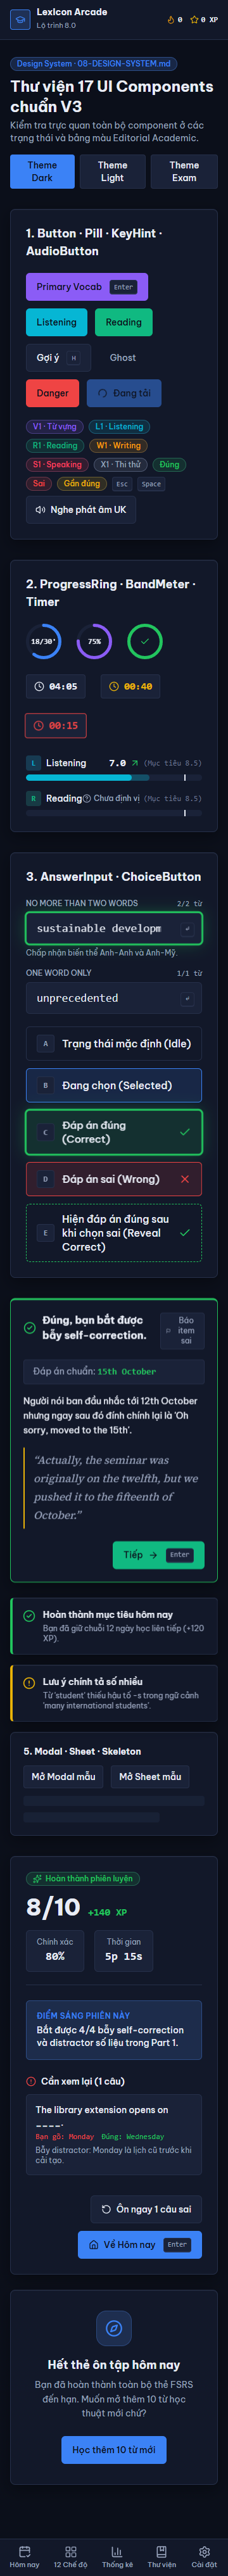 Lexicon Arcade
Lộ trình 8.0
0
0 XP
Design System · 08-DESIGN-SYSTEM.md
Thư viện 17 UI Components
chuẩn V3
Kiểm tra trực quan toàn bộ component ở các
trạng thái và bảng màu Editorial Academic.
Theme
Dark
Theme
Light
Theme
Exam
1. Button · Pill · KeyHint ·
AudioButton
Primary Vocab Enter
Listening
Reading
Gợi ý H
Ghost
Danger
Đang tải
V1 · Từ vựng
L1 · Listening
R1 · Reading
W1 · Writing
S1 · Speaking
X1 · Thi thử
Đúng
Sai
Gần đúng
Esc
Space
Nghe phát âm UK
2. ProgressRing · BandMeter ·
Timer
18/30'
75%
04:05
00:40
00:15
L Listening 7.0 (Mục tiêu 8.5)
R Reading Chưa định vị (Mục tiêu 8.5)
3. AnswerInput · ChoiceButton
NO MORE THAN TWO WORDS 2/2 từ
sustainable developm
Chấp nhận biến thể Anh-Anh và Anh-Mỹ.
ONE WORD ONLY 1/1 từ
unprecedented
A Trạng thái mặc định (Idle)
B Đang chọn (Selected)
C Đáp án đúng
(Correct)
D Đáp án sai (Wrong)
E Hiện đáp án đúng sau
khi chọn sai (Reveal
Correct)
Đúng, bạn bắt được
bẫy self-correction.
Báo
item
sai
Đáp án chuẩn: 15th October
Người nói ban đầu nhắc tới 12th October
nhưng ngay sau đó đính chính lại 'Oh
sorry, moved to the 15th'.
“Actually, the seminar was
originally on the twelfth, but we
pushed it to the fifteenth of
October.”
Tiếp → Enter
Hoàn thành mục tiêu hôm nay
Bạn đã giữ chuỗi 12 ngày học liên tiếp (+120
XP).
Lưu ý chính tả số nhiều
Từ 'student' thiếu hậu tố -s trong ngữ cảnh
'many international students'.
5. Modal · Sheet · Skeleton
Mở Modal mẫu
Mở Sheet mẫu
Hoàn thành phiên luyện
8/10 +140 XP
Chính xác
80%
Thời gian
5p 15s
ĐIỂM SÁNG PHIÊN NÀY
Bắt được 4/4 bẫy self-correction
và distractor số liệu trong Part 1.
Cần xem lại (1 câu)
The library extension opens on
____.
Bạn gõ: Monday Đúng: Wednesday
Bẫy distractor: Monday là lịch cũ trước khi
cải tạo.
Ôn ngay 1 câu sai
Về Hôm nay Enter
Hết thẻ ôn tập hôm nay
Bạn đã hoàn thành toàn bộ thẻ FSRS
đến hạn. Muốn mở thêm 10 từ học
thuật mới chứ?
Học thêm 10 từ mới
Hôm nay
12 Chế độ
Thống kê
Thư viện
Cài đặt